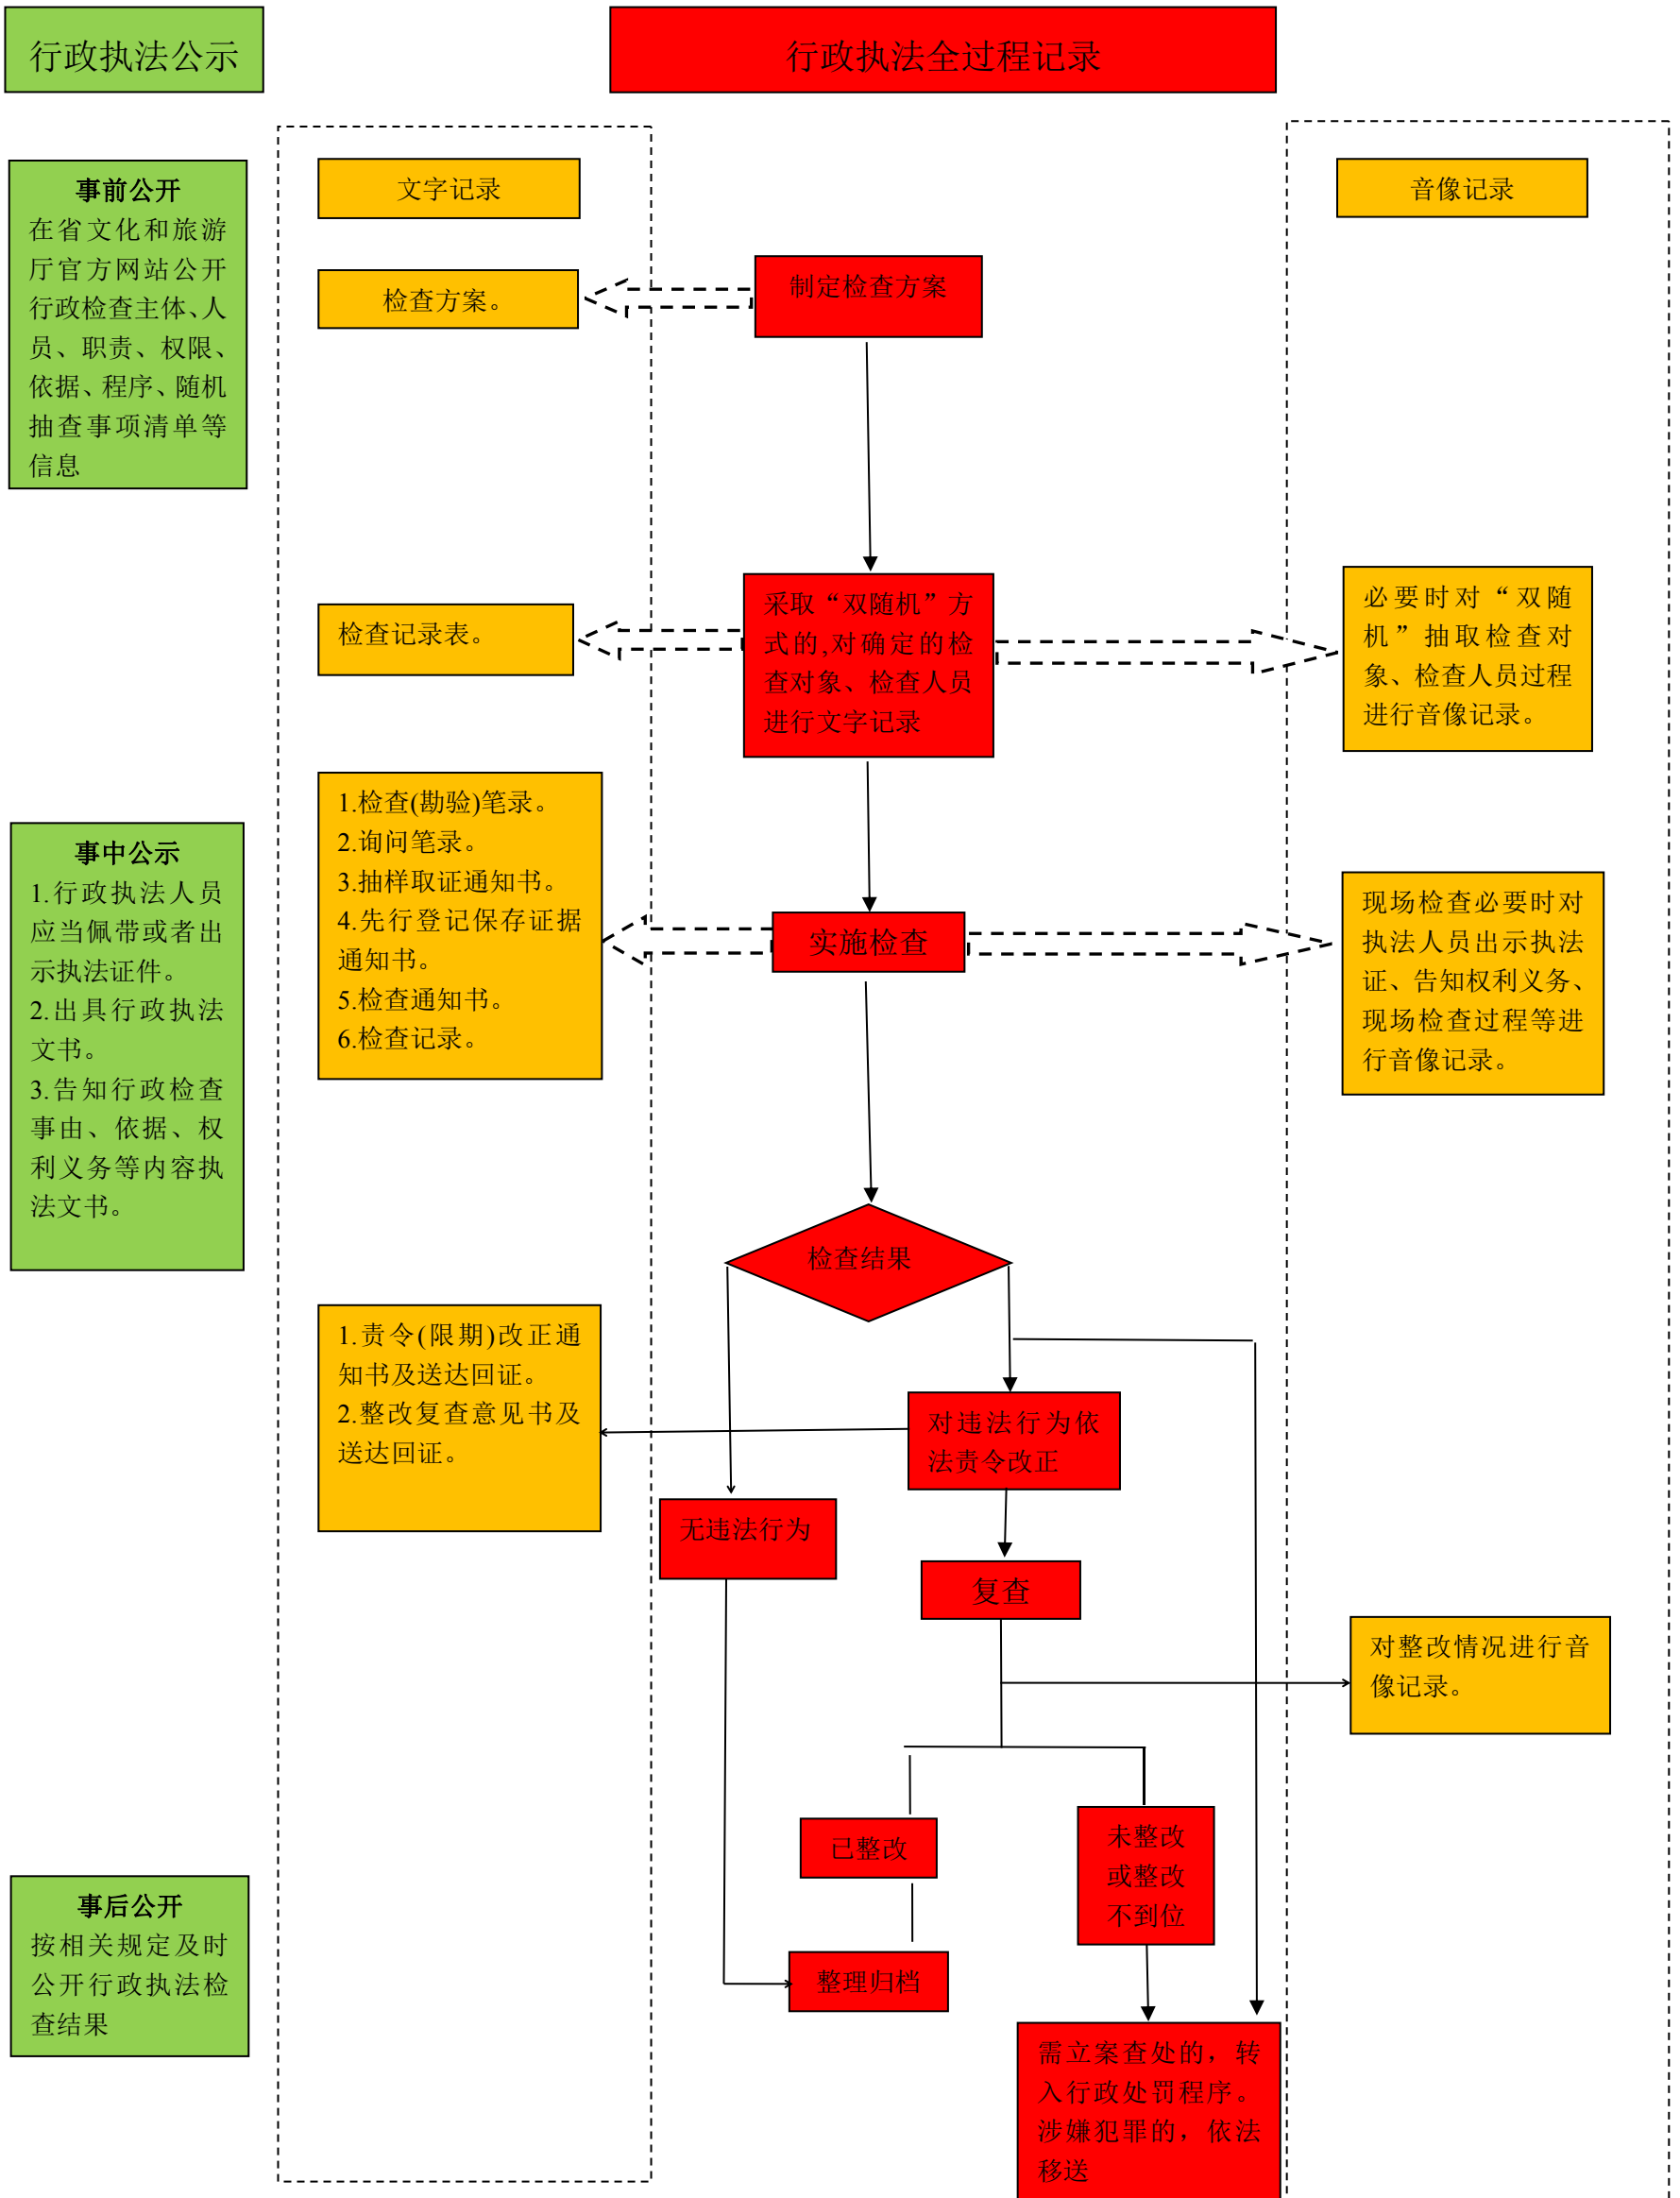 行政执法公示
行政执法全过程记录
事前公开
在省文化和旅游
厅官方网站公开
行政检查主体、人
员、职责、权限、
依据、程序、随机
抽查事项清单等
信息
文字记录
音像记录
检查方案。
制定检查方案
检查记录表。
采取“双随机”方
式的,对确定的检
查对象、检查人员
进行文字记录
必要时对“双随
机”抽取检查对
象、检查人员过程
进行音像记录。
事中公示
1.行政执法人员
应当佩带或者出
示执法证件。
2.出具行政执法
文书。
3.告知行政检查
事由、依据、权
利义务等内容执
法文书。
1.检查(勘验)笔录。
2.询问笔录。
3.抽样取证通知书。
4.先行登记保存证据
通知书。
5.检查通知书。
6.检查记录。
实施检查
现场检查必要时对
执法人员出示执法
证、告知权利义务、
现场检查过程等进
行音像记录。
检查结果
1.责令(限期)改正通
知书及送达回证。
2.整改复查意见书及
送达回证。
对违法行为依
法责令改正
无违法行为
复查
对整改情况进行音
像记录。
已整改
未整改
或整改
不到位
事后公开
按相关规定及时
公开行政执法检
查结果
整理归档
需立案查处的，转
入行政处罚程序。
涉嫌犯罪的，依法
移送